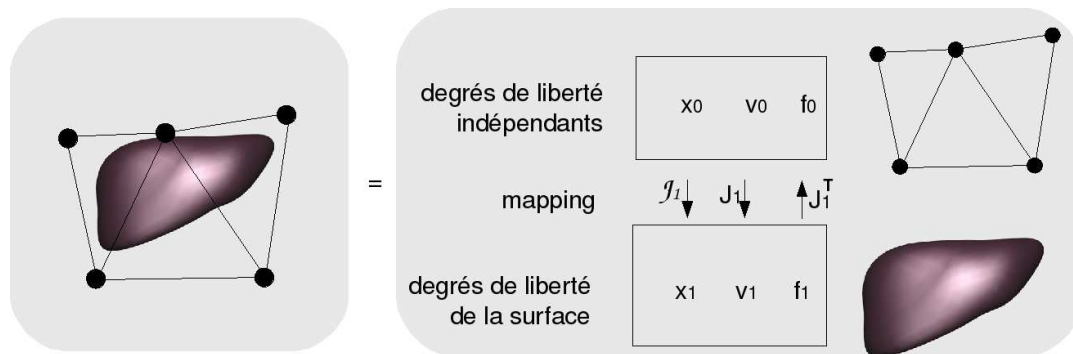 degrés de liberté
indépendants
x0 v0 f0
=
mapping
𝒥1 J1 J1T
degrés de liberté
de la surface
x1 v1 f1